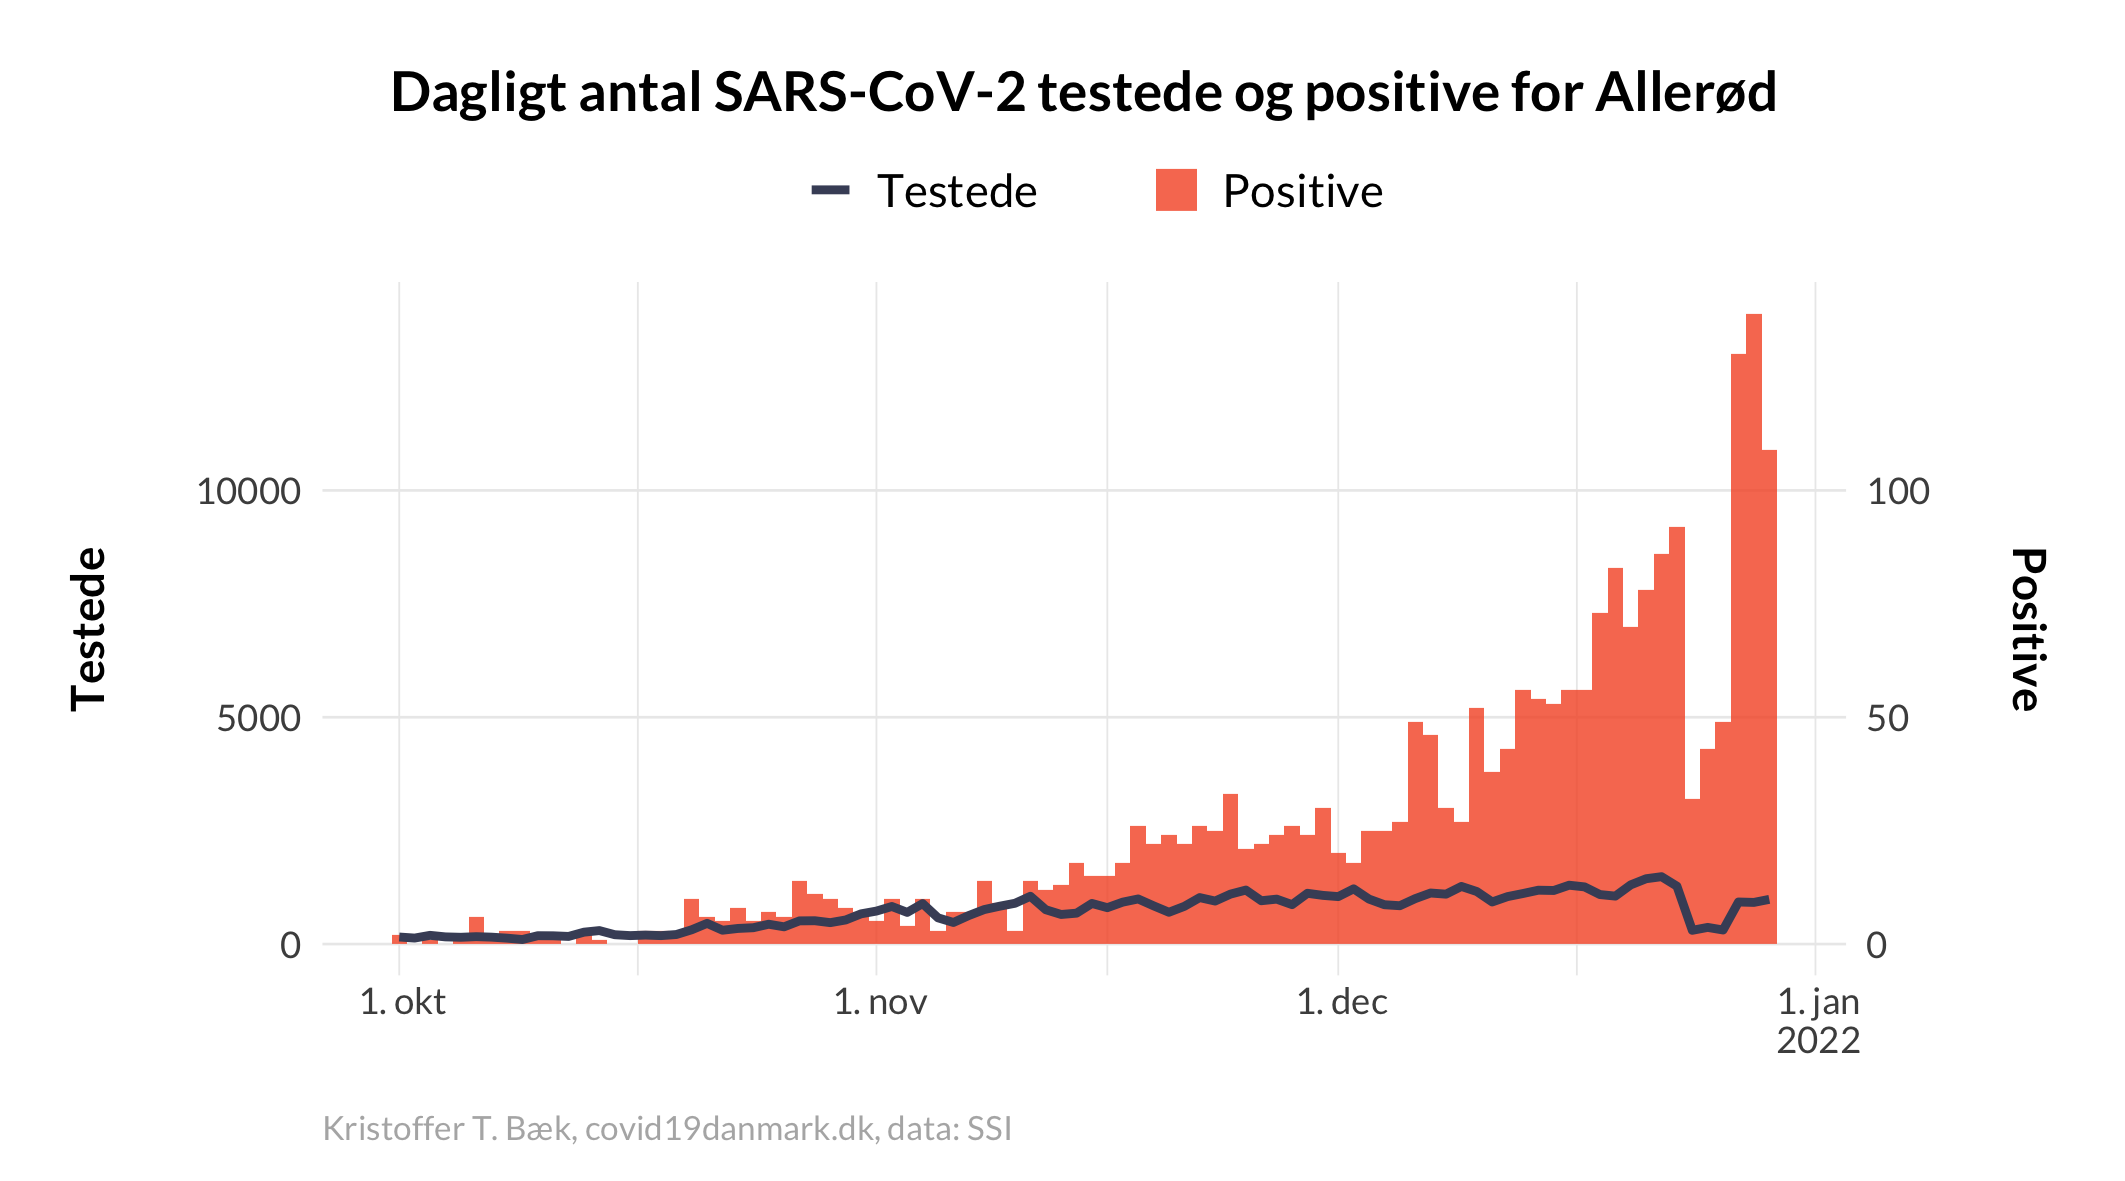 Dagligt antal SARS-CoV-2 testede og positive for Allerød
Testede
Positive
10000
5000
0
100
50
0
Testede
Positive
1. okt
1. nov
1. dec
1. jan
2022
Kristoffer T. Bæk, covid19danmark.dk, data: SSI